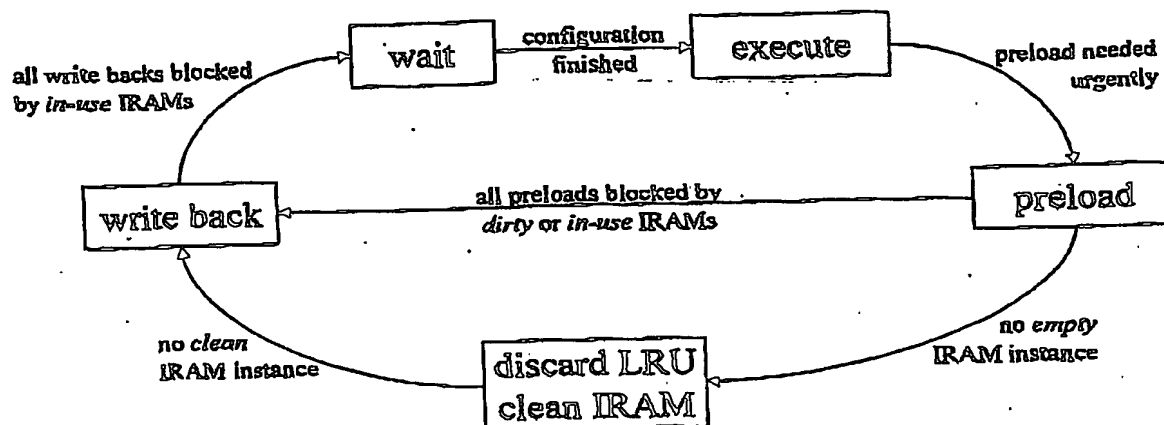 wait
configuration
finished
execute
all write backs blocked
by in-use IRAMs
preload needed
urgently
write back
all preloads blocked by
dirty or in-use IRAMs
preload
no clean
IRAM instance
discard LRU
clean IRAM
no empty
IRAM instance